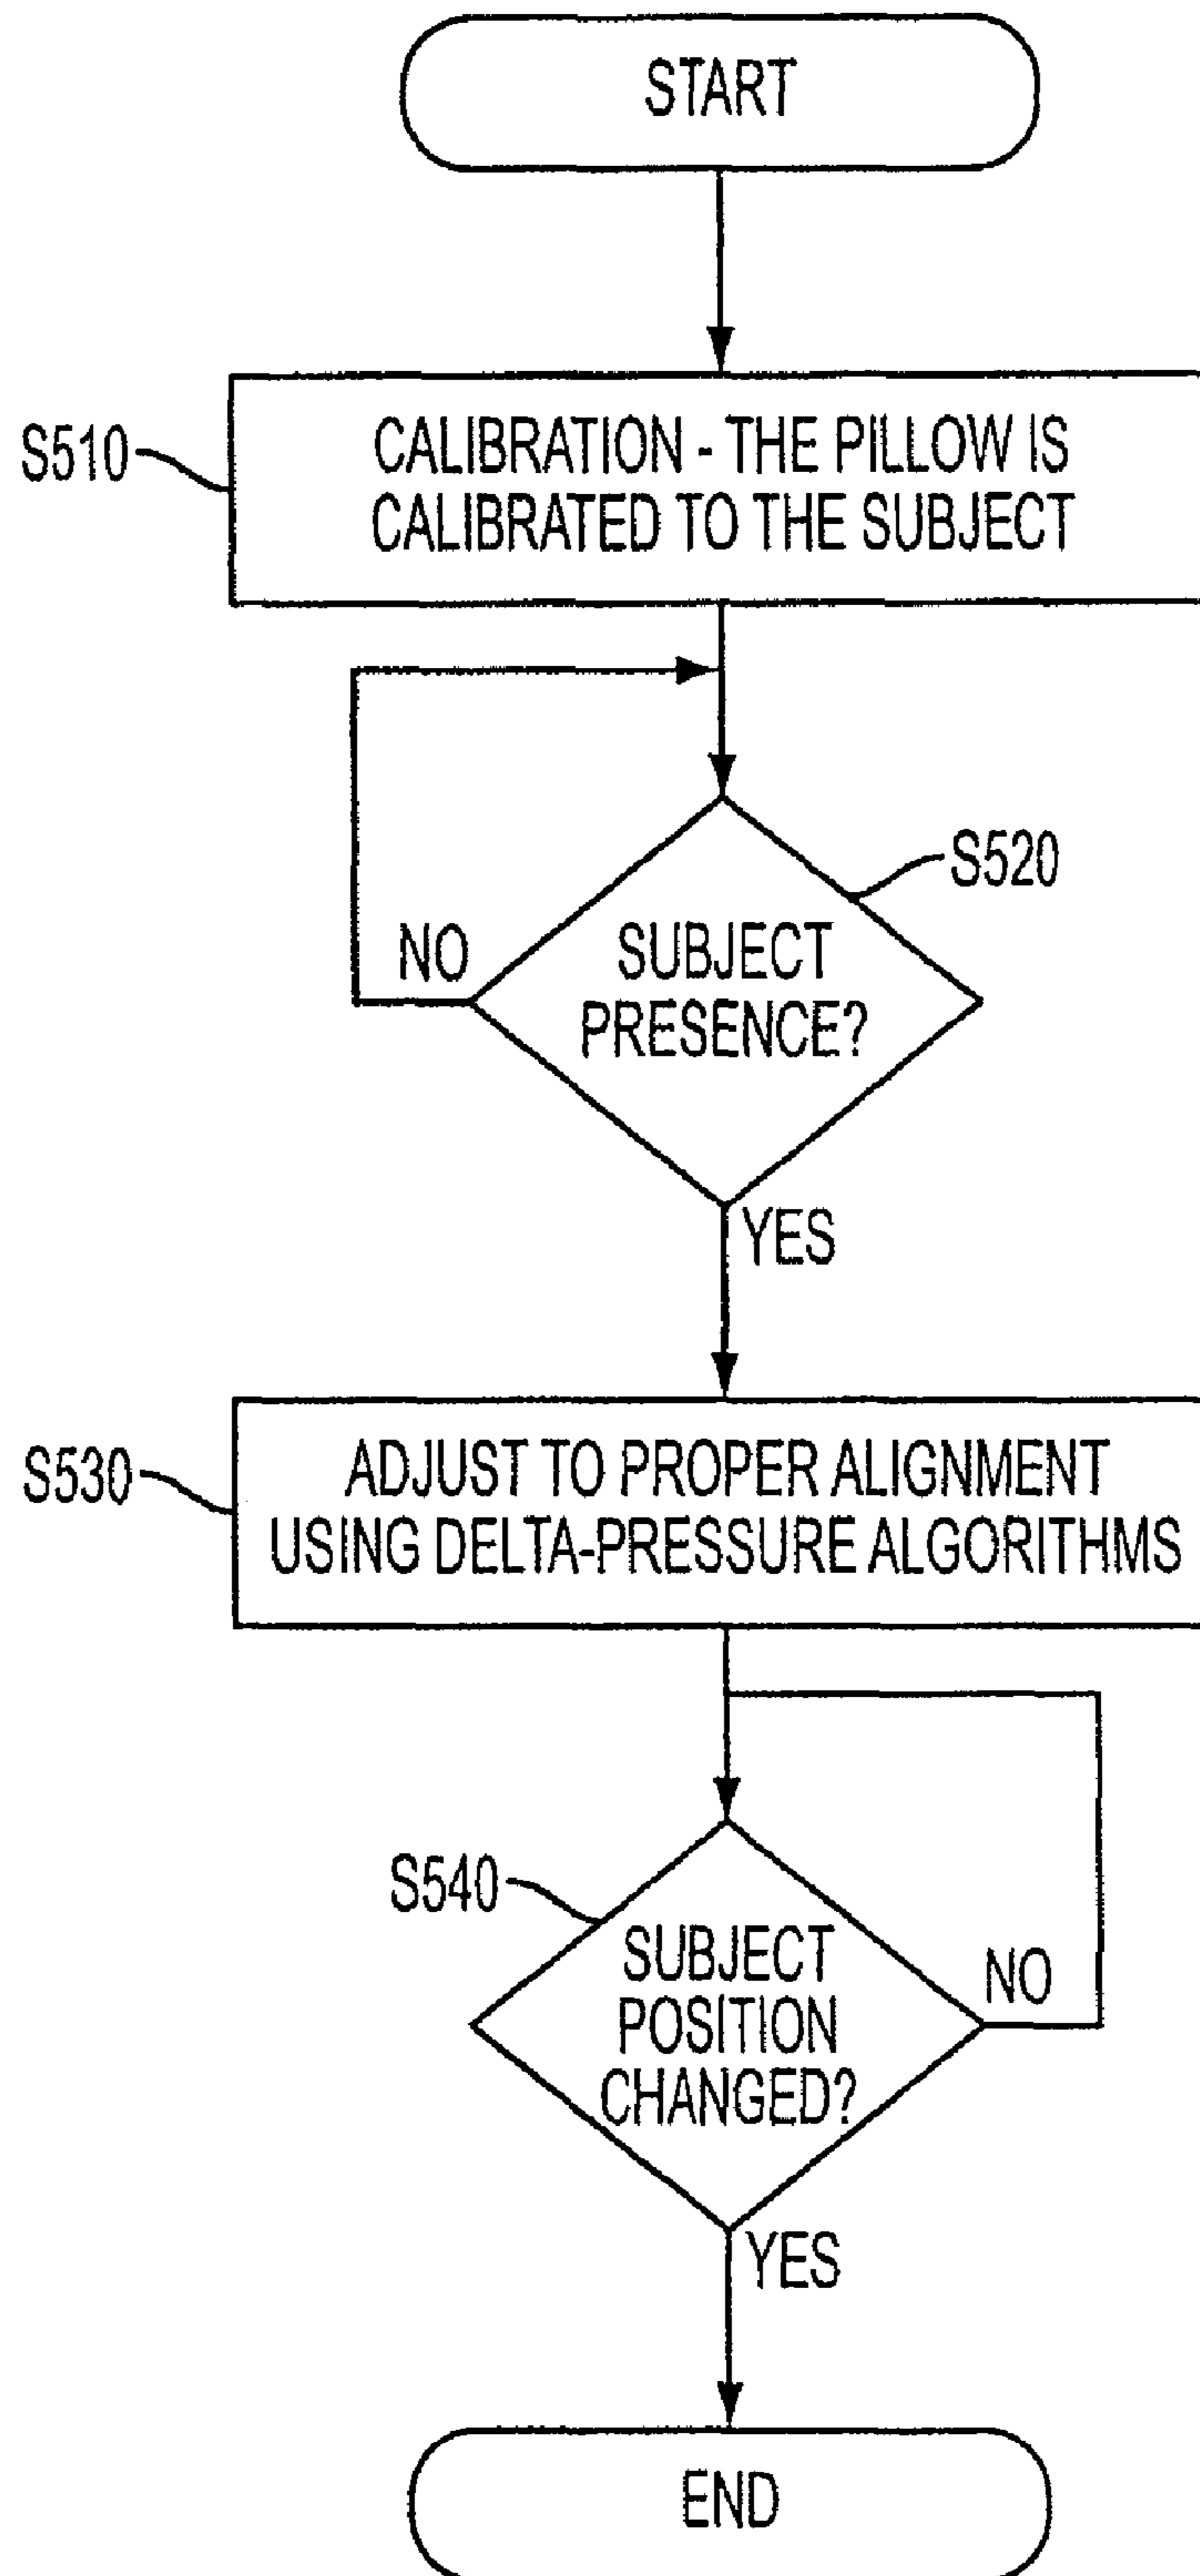 START
S510
CALIBRATION - THE PILLOW IS
CALIBRATED TO THE SUBJECT
S520
NO
SUBJECT
PRESENCE?
YES
S530
ADJUST TO PROPER ALIGNMENT
USING DELTA-PRESSURE ALGORITHMS
S540
SUBJECT
POSITION
CHANGED?
NO
YES
END